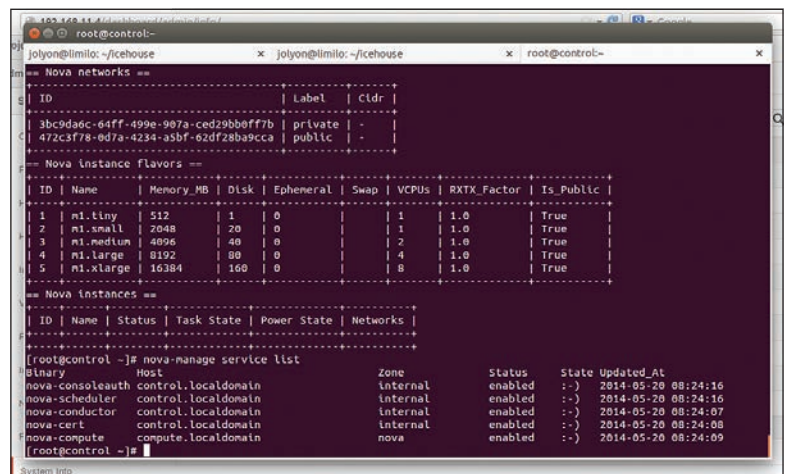 192.168.11.4/dashboard/admin/info/
Google
root@control:~
jolyon@limilo: ~/icehouse x jolyon@limilo: ~/icehouse x root@control:~ x
== Nova networks ==
+--------------------------------------+---------+------+
| ID | Label | Cidr |
+--------------------------------------+---------+------+
| 3bc9da6c-64ff-499e-907a-ced29bb0ff7b | private | - |
| 472c3f78-0d7a-4234-a5bf-62df28ba9cca | public | - |
+--------------------------------------+---------+------+
== Nova instance flavors ==
+----+-----------+-----------+------+-----------+------+-------+-------------+-----------+
| ID | Name | Memory_MB | Disk | Ephemeral | Swap | VCPUs | RXTX_Factor | Is_Public |
+----+-----------+-----------+------+-----------+------+-------+-------------+-----------+
| 1 | m1.tiny | 512 | 1 | 0 | | 1 | 1.0 | True |
| 2 | m1.small | 2048 | 20 | 0 | | 1 | 1.0 | True |
| 3 | m1.medium | 4096 | 40 | 0 | | 2 | 1.0 | True |
| 4 | m1.large | 8192 | 80 | 0 | | 4 | 1.0 | True |
| 5 | m1.xlarge | 16384 | 160 | 0 | | 8 | 1.0 | True |
+----+-----------+-----------+------+-----------+------+-------+-------------+-----------+
== Nova instances ==
+----+------+--------+------------+-------------+----------+
| ID | Name | Status | Task State | Power State | Networks |
+----+------+--------+------------+-------------+----------+
+----+------+--------+------------+-------------+----------+
[root@control ~]# nova-manage service list
Binary Host Zone Status State Updated_At
nova-consoleauth control.localdomain internal enabled :-) 2014-05-20 08:24:16
nova-scheduler control.localdomain internal enabled :-) 2014-05-20 08:24:16
nova-conductor control.localdomain internal enabled :-) 2014-05-20 08:24:07
nova-cert control.localdomain internal enabled :-) 2014-05-20 08:24:08
nova-compute compute.localdomain nova enabled :-) 2014-05-20 08:24:09
[root@control ~]#
System Info